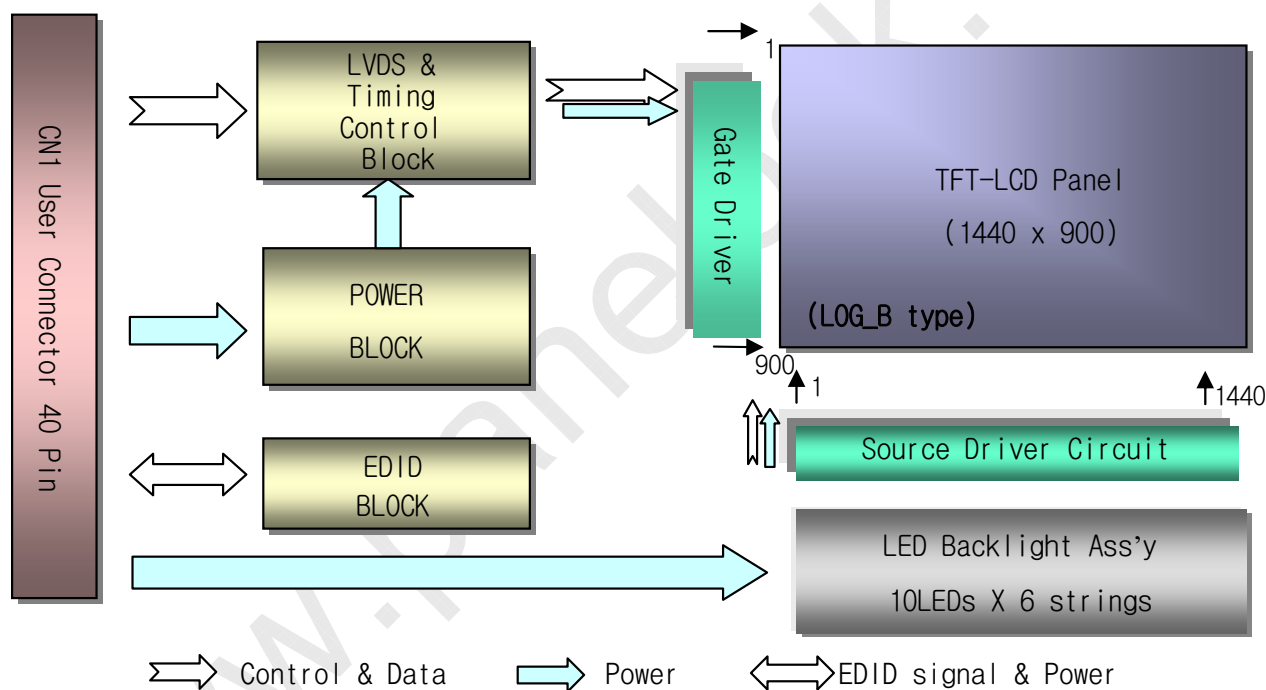 CN1 User Connector 40 Pin
LVDS &
Timing
Control
Block
POWER
BLOCK
EDID
BLOCK
Gate Driver
1
900
TFT-LCD Panel
(1440 x 900)
(LOG_B type)
1
1440
Source Driver Circuit
LED Backlight Ass’y
10LEDs X 6 strings
Control & Data
Power
EDID signal & Power